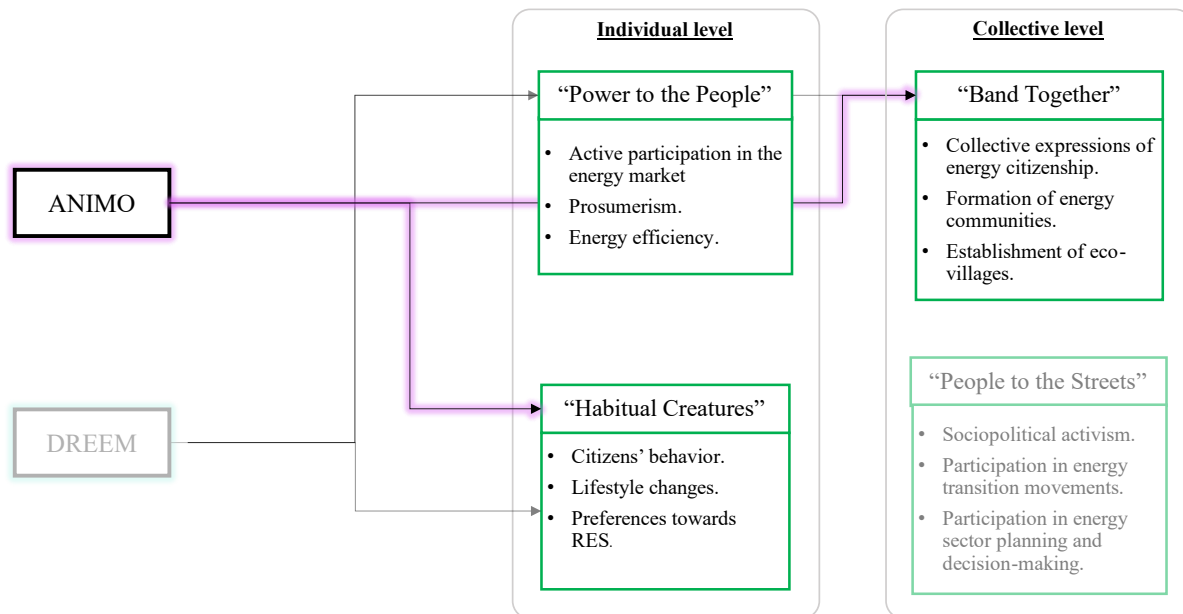 Individual level
Collective level
“Power to the People”
• Active participation in the
energy market
• Prosumerism.
• Energy efficiency.
“Band Together”
• Collective expressions of
energy citizenship.
• Formation of energy
communities.
• Establishment of eco-
villages.
ANIMO
DREEM
“Habitual Creatures”
• Citizens’ behavior.
• Lifestyle changes.
• Preferences towards
RES.
“People to the Streets”
• Sociopolitical activism.
• Participation in energy
transition movements.
• Participation in energy
sector planning and
decision-making.